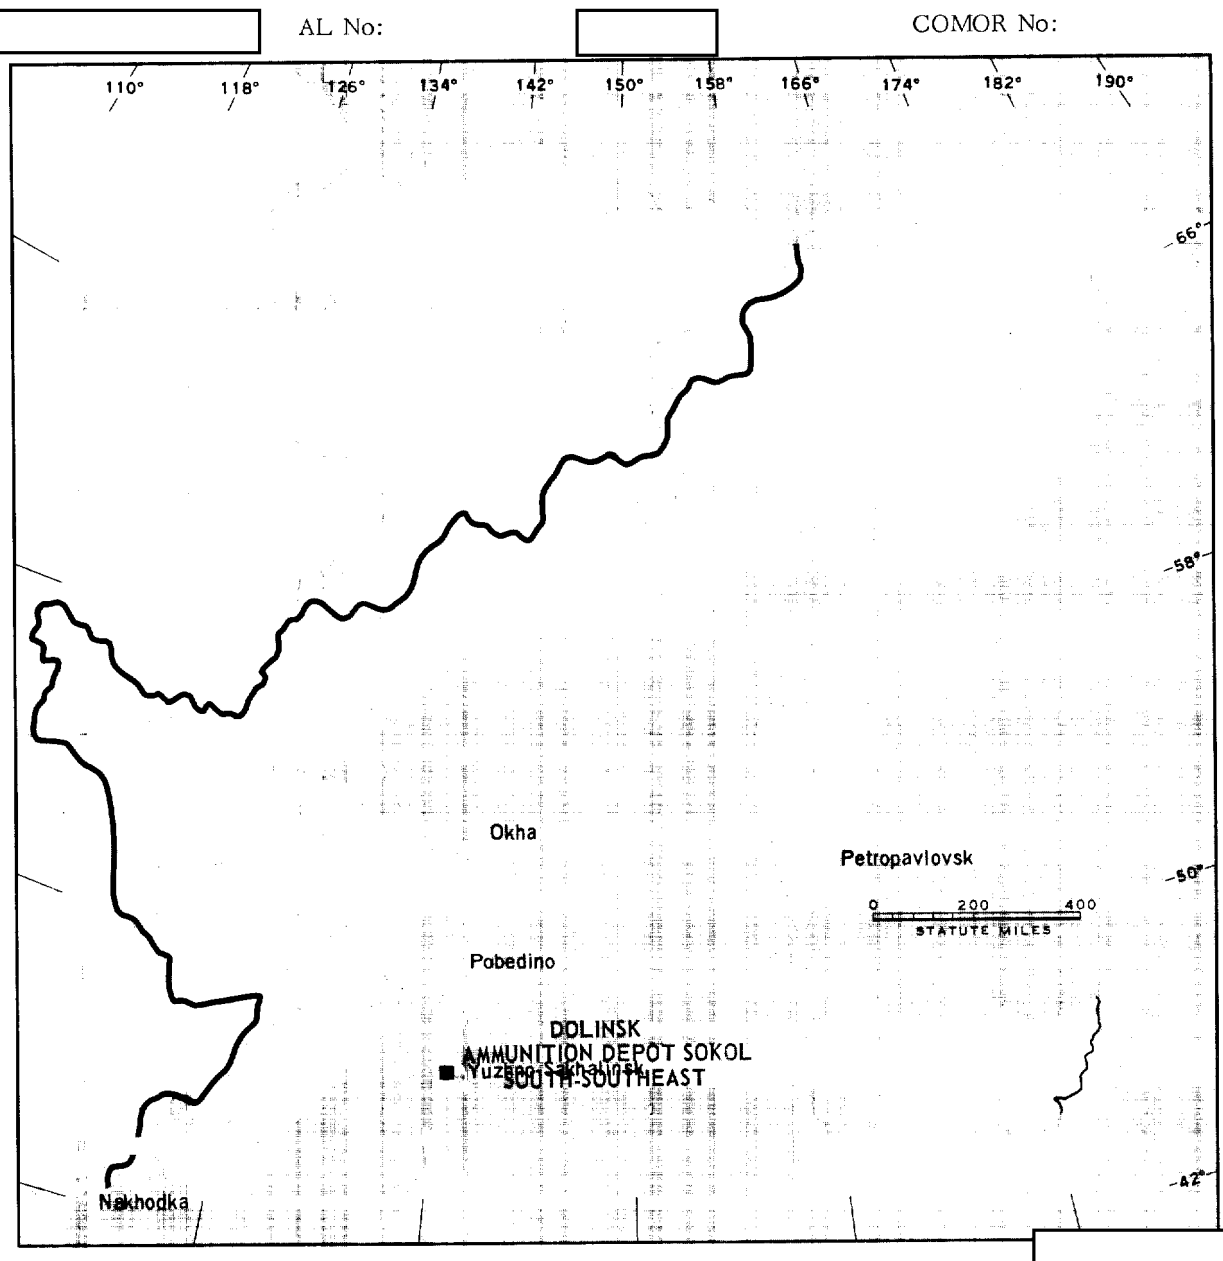 AL No:
COMOR No:
110° 118° 126° 134° 142° 150° 158° 166° 174° 182° 190°
66°
58°
Okha
Petropavlovsk
50°
0 200 400
STATUTE MILES
Pobedino
DOLINSK
AMMUNITION DEPOT SOKOL
Yuzhno-Sakhalinsk
SOUTH-SOUTHEAST
42°
Nakhodka